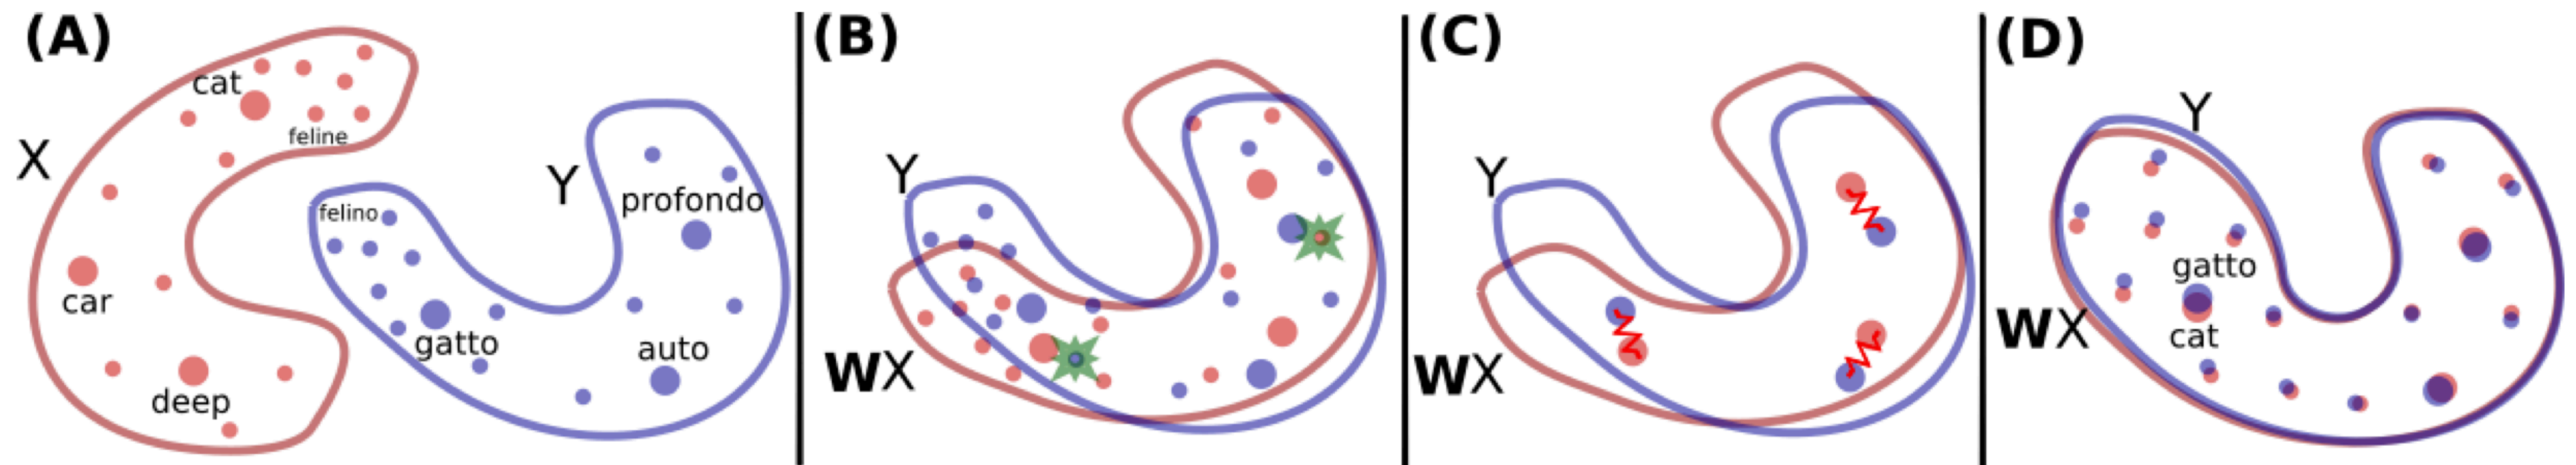 (A)
cat
feline
X
car
deep
Y
felino
profondo
gatto
auto
(B)
Y
WX
(C)
Y
WX
(D)
Y
gatto
WX
cat